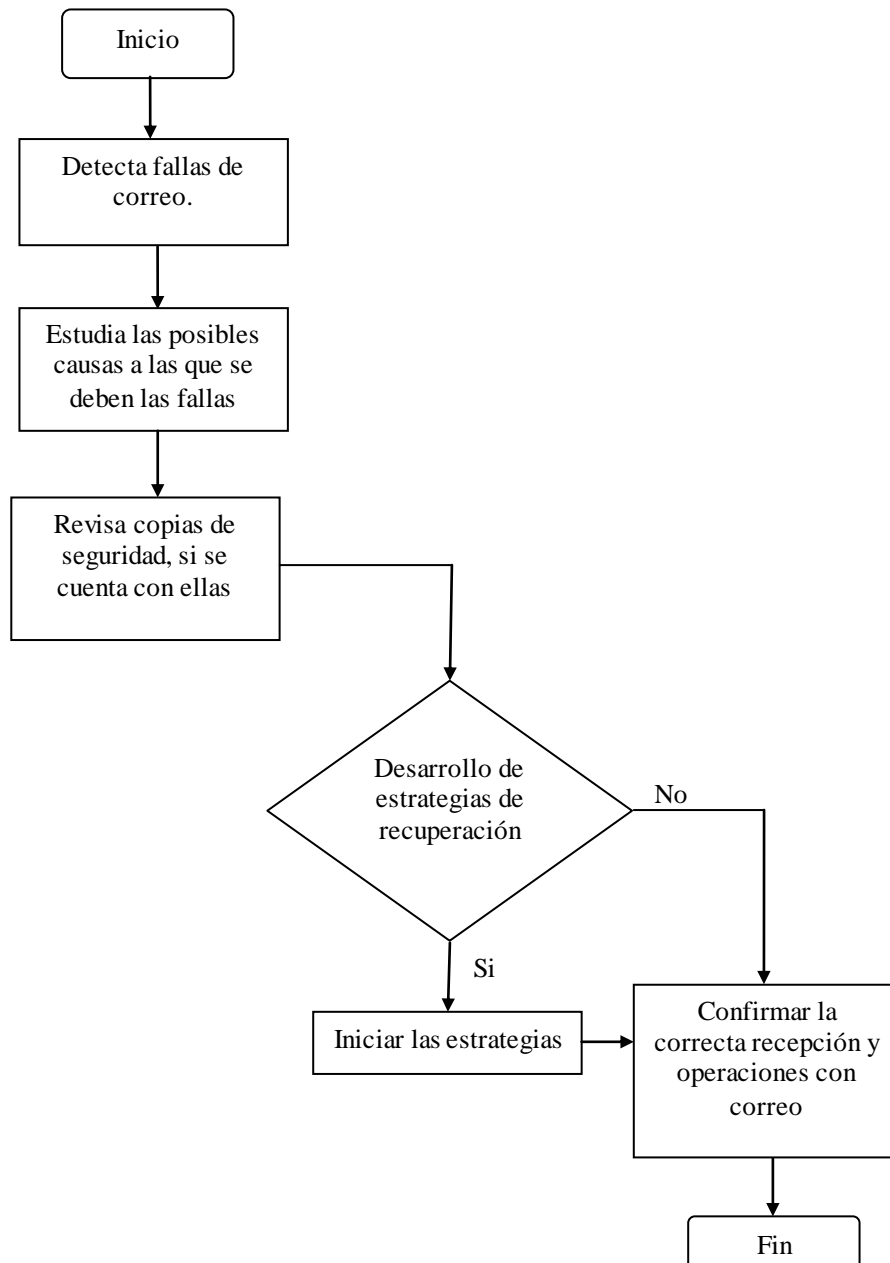 Inicio
Detecta fallas de
correo.
Estudia las posibles
causas a las que se
deben las fallas
Revisa copias de
seguridad, si se
cuenta con ellas
Desarrollo de
estrategias de
recuperación
No
Si
Iniciar las estrategias
Confirmar la
correcta recepción y
operaciones con
correo
Fin